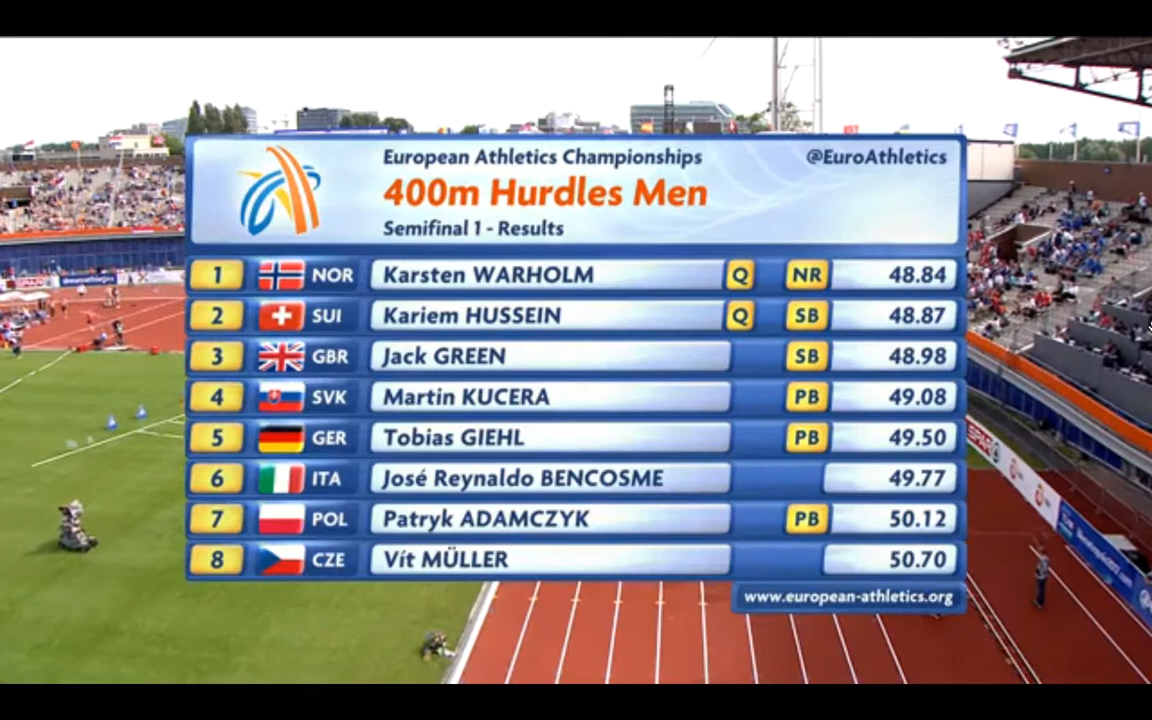 European Athletics Championships @EuroAthletics
400m Hurdles Men
Semifinal 1 - Results
1 NOR Karsten WARHOLM Q NR 48.84
2 SUI Kariem HUSSEIN Q SB 48.87
3 GBR Jack GREEN SB 48.98
4 SVK Martin KUCERA PB 49.08
5 GER Tobias GIEHL PB 49.50
6 ITA José Reynaldo BENCOSME 49.77
7 POL Patryk ADAMCZYK PB 50.12
8 CZE Vít MÜLLER 50.70
www.european-athletics.org
SPAR